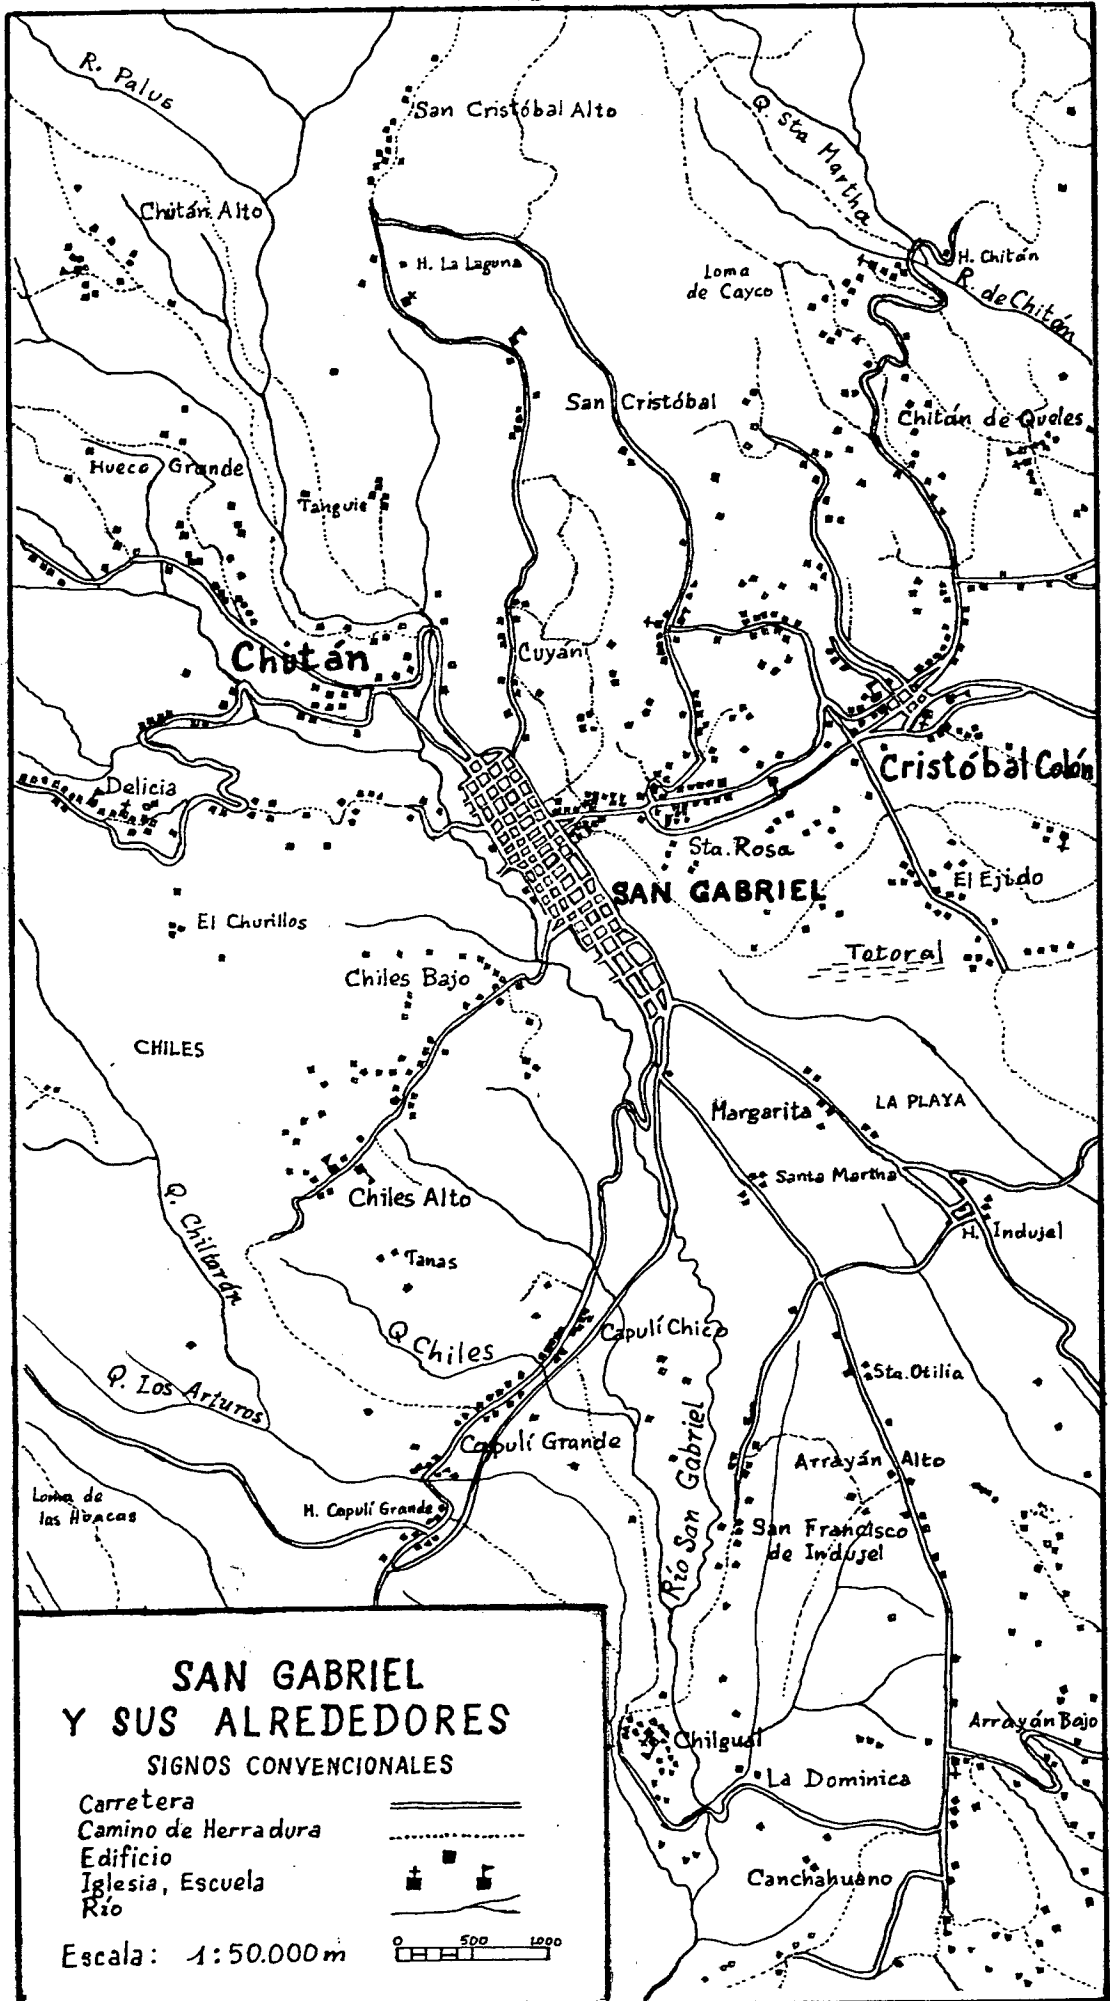 R. Palus
San Cristóbal Alto
Q. Sta Martha
Chután Alto
H. La Laguna
Loma
de Cayco
H. Chitán
R. de Chitán
San Cristóbal
Chitán de Queles
Hueco Grande
Tanguis
Chután
Cuyán
Cristóbal Colón
Delicia
Sta. Rosa
SAN GABRIEL
El Ejido
El Churillos
Totoral
Chiles Bajo
CHILES
Margarita
LA PLAYA
Santa Martha
Chiles Alto
Q. Chiltarán
H. Indujel
Tanas
Q Chiles
Capulí Chico
Q. Los Arturos
Sta. Otilia
Río San Gabriel
Capulí Grande
Arrayán Alto
Loma de
las Huacas
H. Capulí Grande
San Francisco
de Indujel
Chilgual
Arrayán Bajo
La Dominica
Canchahuano
SAN GABRIEL
Y SUS ALREDEDORES
SIGNOS CONVENCIONALES
Carretera
Camino de Herradura
Edificio
Iglesia, Escuela
Río
Escala: 1:50.000 m
0 500 1000